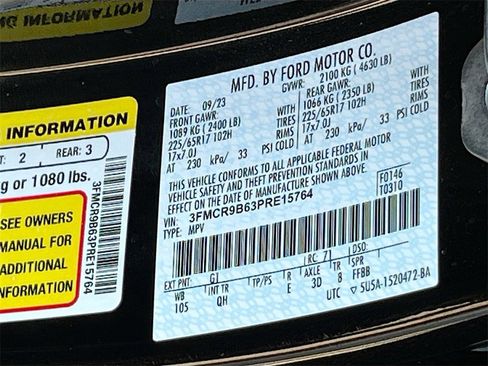 NG INFORMATION
INFORMATION
T: 2 REAR: 3
g or 1080 lbs.
SEE OWNERS
MANUAL FOR
ADDITIONAL
INFORMATION
3FMCR9B63PRE15764
MFD. BY FORD MOTOR CO.
DATE: 09/23 GVWR: 2100 KG ( 4630 LB)
FRONT GAWR: REAR GAWR:
1089 KG ( 2400 LB) WITH 1066 KG ( 2350 LB) WITH
225/65R17 102H TIRES 225/65R17 102H TIRES
17x7.0J RIMS 17x7.0J RIMS
AT 230 kPa/ 33 PSI COLD AT 230 kPa/ 33 PSI COLD
THIS VEHICLE CONFORMS TO ALL APPLICABLE FEDERAL MOTOR
VEHICLE SAFETY AND THEFT PREVENTION STANDARDS IN
EFFECT ON THE DATE OF MANUFACTURE SHOWN ABOVE.
VIN: 3FMCR9B63PRE15764 F0146
TYPE: MPV T0310
EXT PNT: G1 RC: 71 DSO:
WB INT TR TP/PS R AXLE TR SPR
105 QH E 3D 8 FFBB
UTC ▽ 5U5A-1520472-BA